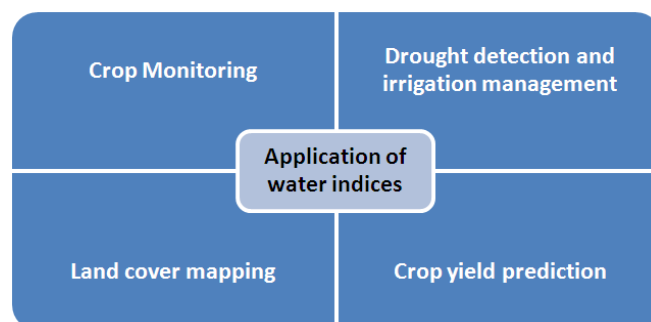 Crop Monitoring
Drought detection and
irrigation management
Application of
water indices
Land cover mapping
Crop yield prediction